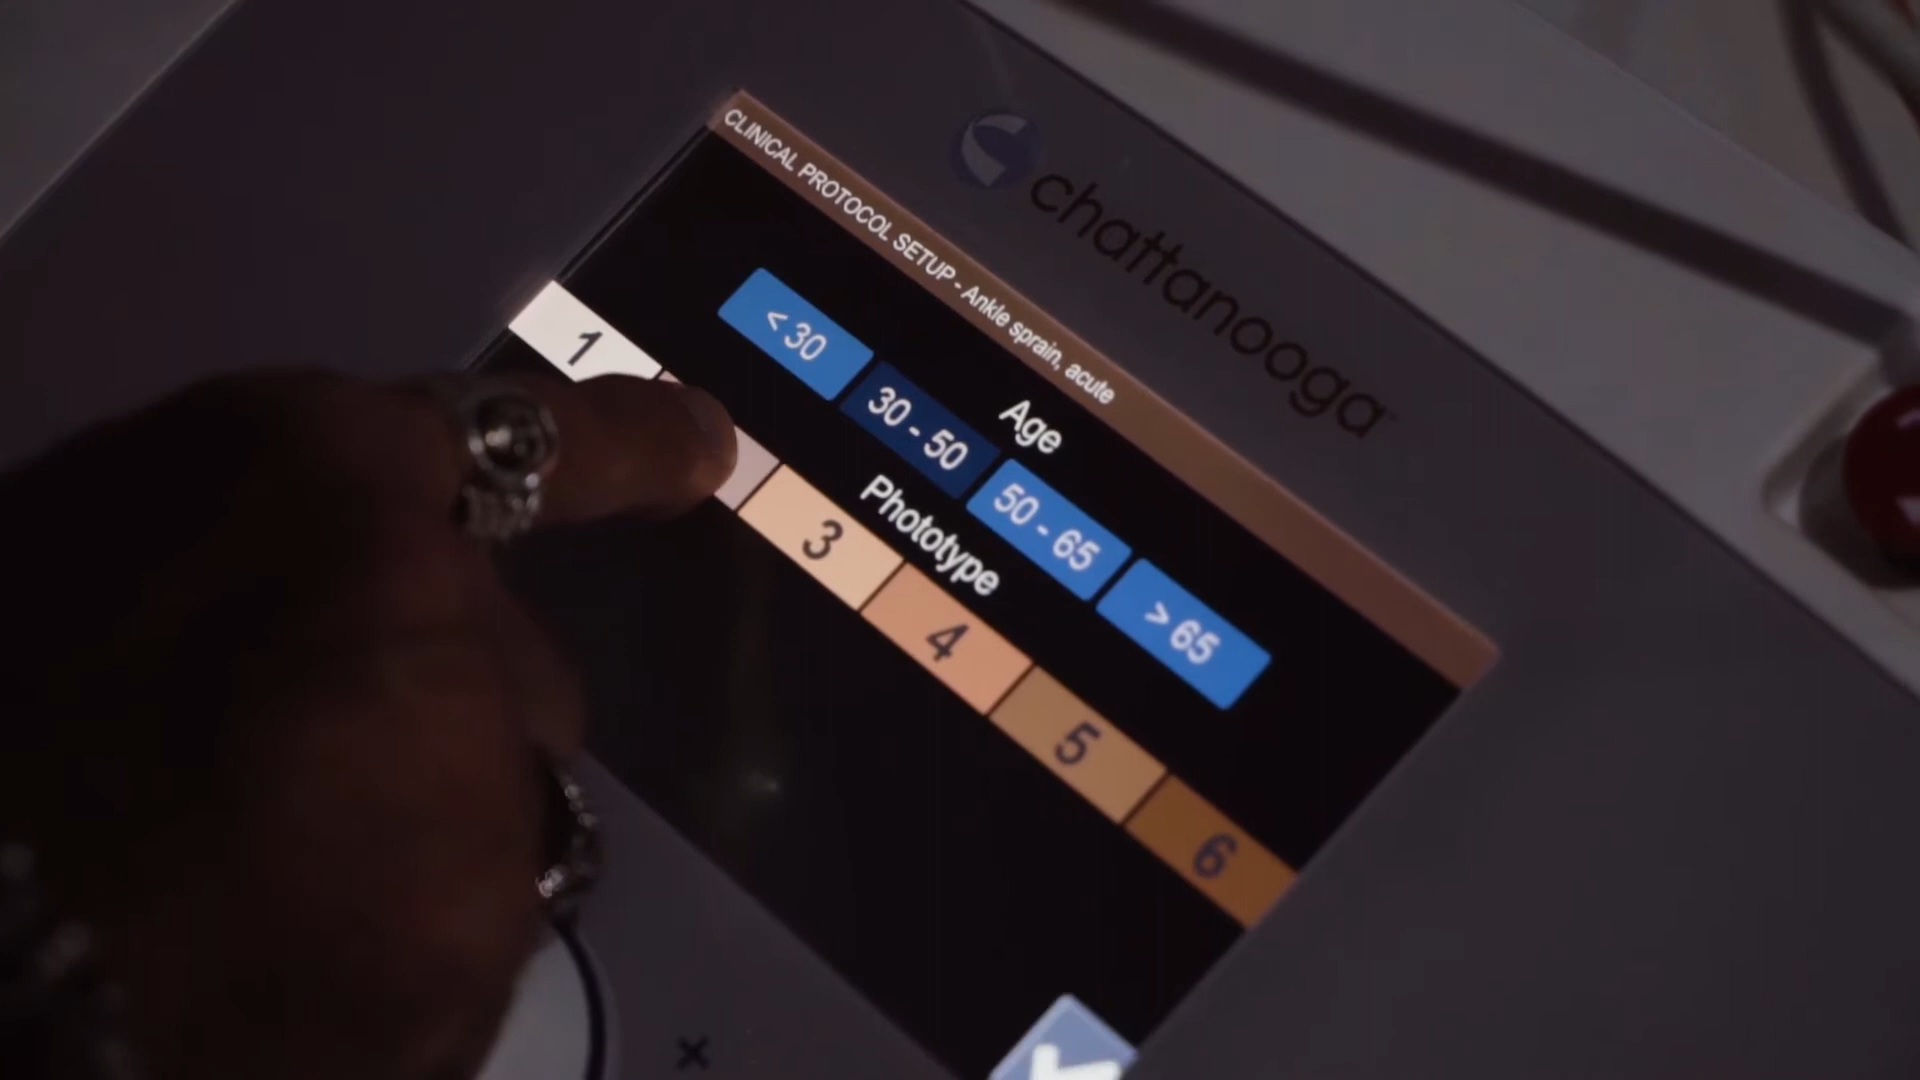 chattanooga
CLINICAL PROTOCOL SETUP - Ankle sprain, acute
Age
< 30
30 - 50
50 - 65
> 65
Phototype
1
3
4
5
6